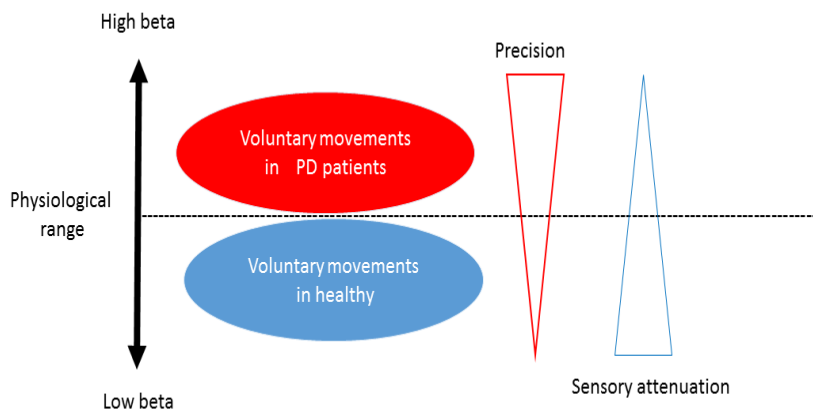 High beta
Precision
Voluntary movements
in PD patients
Physiological
range
Voluntary movements
in healthy
Sensory attenuation
Low beta